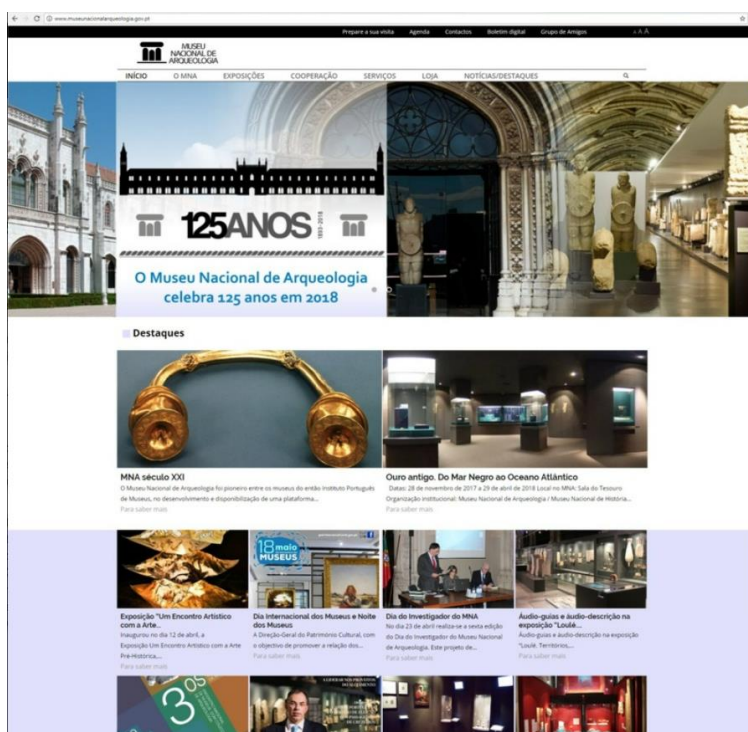 www.museunacionalarqueologia.gov.pt
Prepare a sua visita Agenda Contactos Boletim digital Grupo de Amigos A A A
MUSEU
NACIONAL DE
ARQUEOLOGIA
INÍCIO O MNA EXPOSIÇÕES COOPERAÇÃO SERVIÇOS LOJA NOTÍCIAS/DESTAQUES
125ANOS
1893-2018
O Museu Nacional de Arqueologia
celebra 125 anos em 2018
Destaques
MNA século XXI
O Museu Nacional de Arqueologia foi pioneiro entre os museus do então Instituto Português
de Museus, no desenvolvimento e disponibilização de uma plataforma...
Para saber mais
Ouro antigo. Do Mar Negro ao Oceano Atlântico
Datas: 28 de novembro de 2017 a 29 de abril de 2018 Local no MNA: Sala do Tesouro
Organização institucional: Museu Nacional de Arqueologia / Museu Nacional de História...
Para saber mais
18 maio
MUSEUS
Exposição "Um Encontro Artístico
com a Arte...
Inaugurou no dia 12 de abril, a
Exposição Um Encontro Artístico com a Arte
Pré-Histórica,...
Para saber mais
Dia Internacional dos Museus e Noite
dos Museus
A Direção-Geral do Património Cultural, com
o objectivo de promover a relação dos...
Para saber mais
Dia do Investigador do MNA
No dia 23 de abril realiza-se a sexta edição
do Dia do Investigador do Museu Nacional
de Arqueologia. Este projeto de...
Para saber mais
Áudio-guias e áudio-descrição na
exposição "Loulé...
Áudio-guias e áudio-descrição na exposição
"Loulé. Territórios,...
Para saber mais
3OS